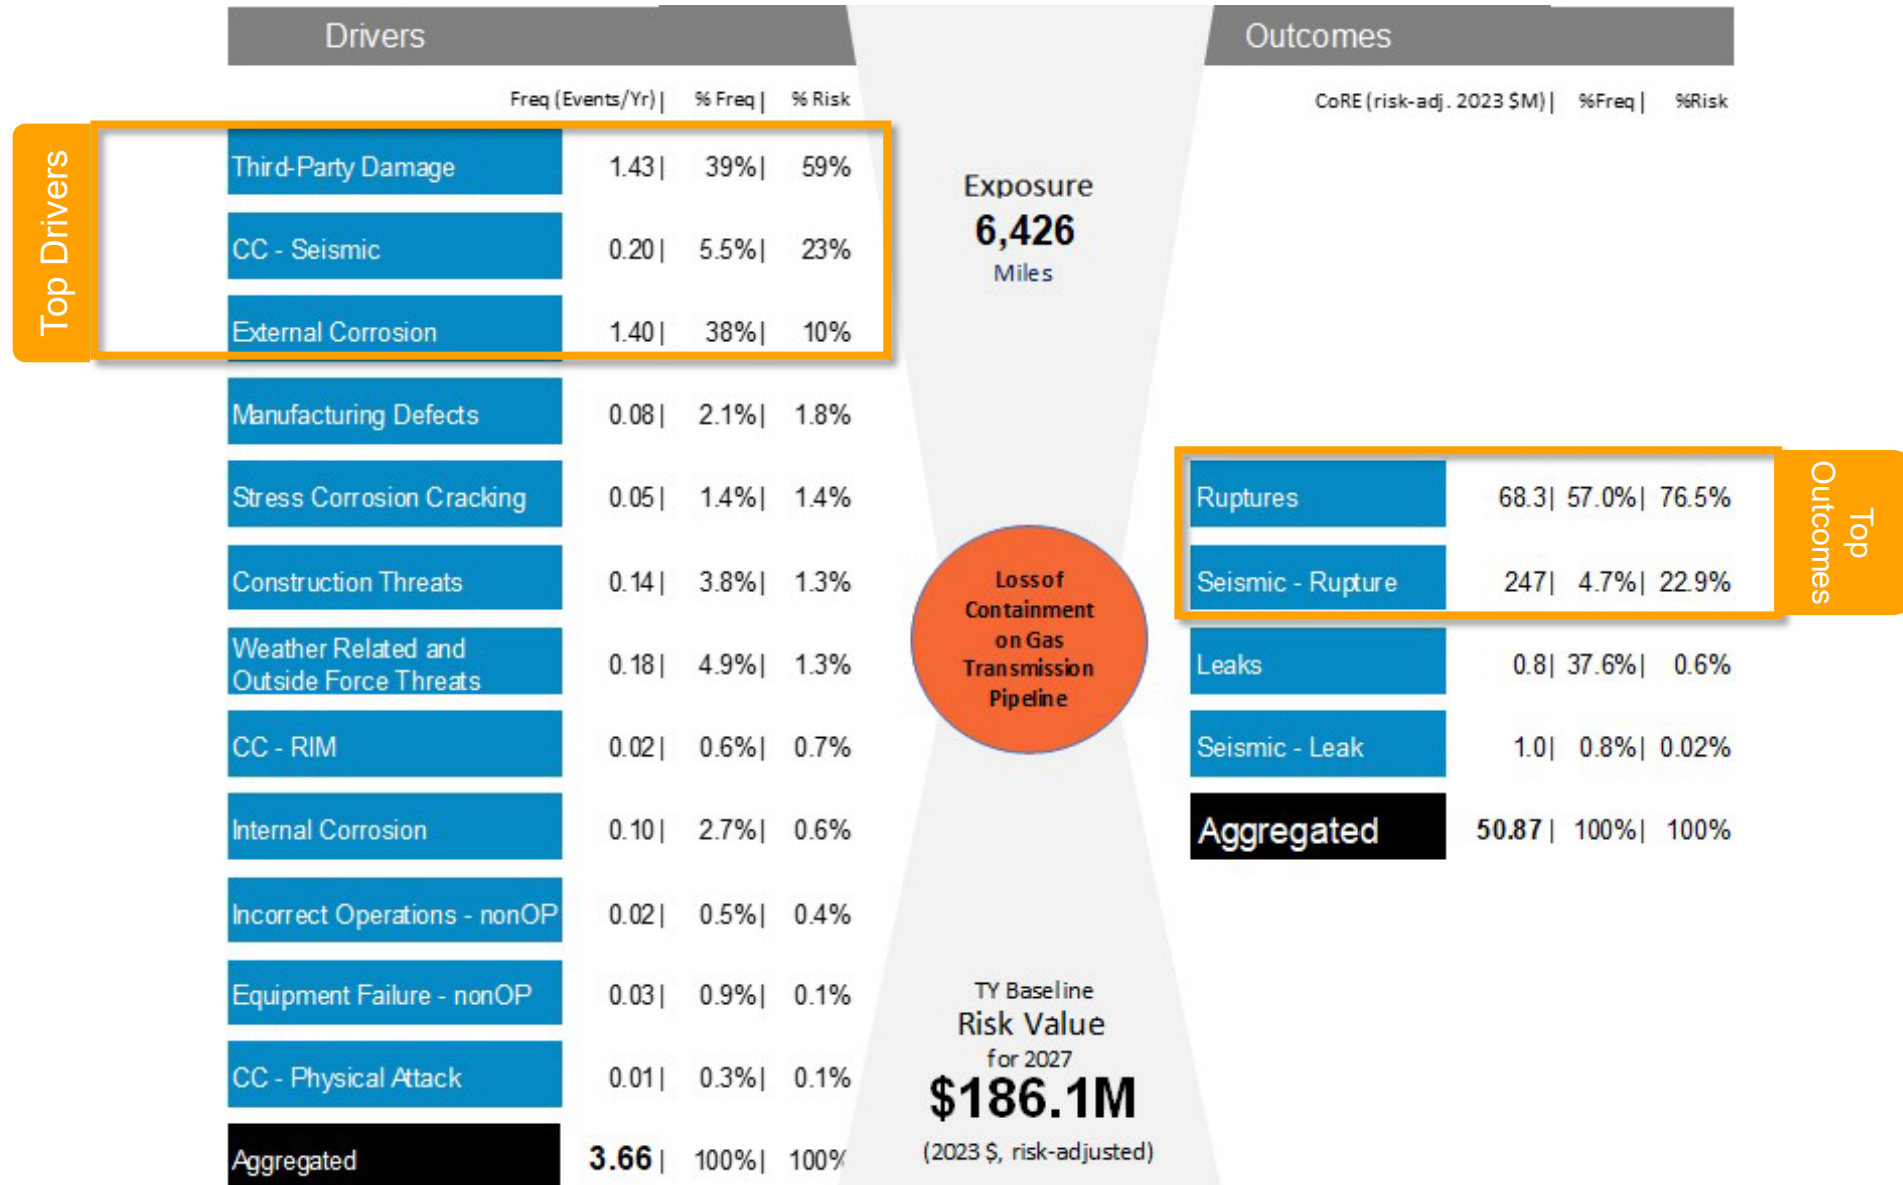 Drivers
Freq (Events/Yr)| % Freq| % Risk
Top Drivers
Third-Party Damage 1.43| 39%| 59%
CC - Seismic 0.20| 5.5%| 23%
External Corrosion 1.40| 38%| 10%
Manufacturing Defects 0.08| 2.1%| 1.8%
Stress Corrosion Cracking 0.05| 1.4%| 1.4%
Construction Threats 0.14| 3.8%| 1.3%
Weather Related and
Outside Force Threats 0.18| 4.9%| 1.3%
CC - RIM 0.02| 0.6%| 0.7%
Internal Corrosion 0.10| 2.7%| 0.6%
Incorrect Operations - nonOP 0.02| 0.5%| 0.4%
Equipment Failure - nonOP 0.03| 0.9%| 0.1%
CC - Physical Attack 0.01| 0.3%| 0.1%
Aggregated 3.66| 100%| 100%
Exposure
6,426
Miles
Loss of
Containment
on Gas
Transmission
Pipeline
TY Baseline
Risk Value
for 2027
$186.1M
(2023 $, risk-adjusted)
Outcomes
CoRE (risk-adj. 2023 $M)| %Freq| %Risk
Ruptures 68.3| 57.0%| 76.5%
Seismic - Rupture 247| 4.7%| 22.9%
Leaks 0.8| 37.6%| 0.6%
Seismic - Leak 1.0| 0.8%| 0.02%
Aggregated 50.87| 100%| 100%
Top
Outcomes